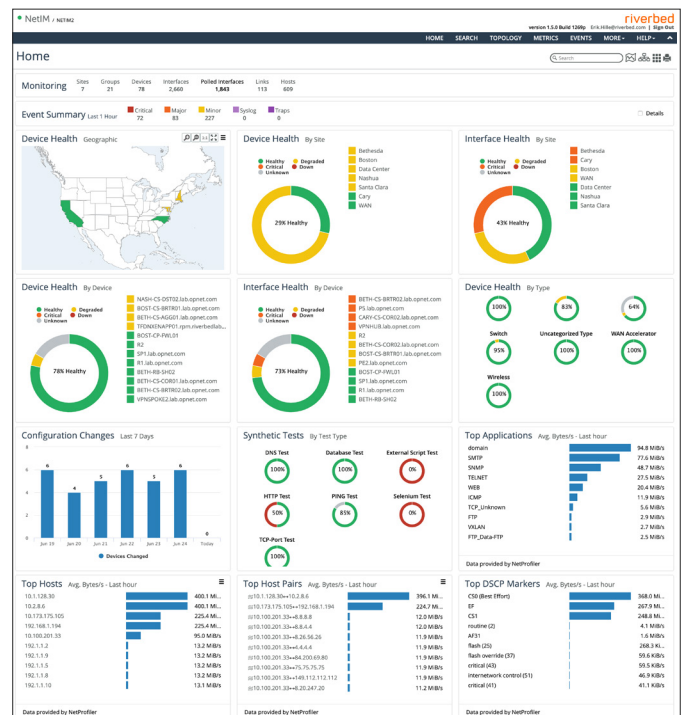 NetIM / NETIM2
riverbed
version 1.5.0 Build 1269p Erik.Hille@riverbed.com | Sign Out
HOME SEARCH TOPOLOGY METRICS EVENTS MORE- HELP-
Home
Search
Monitoring
Sites Groups Devices Interfaces Polled Interfaces Links Hosts
7 21 78 2,660 1,843 113 609
Event Summary Last 1 Hour
Critical Major Minor Syslog Traps
72 83 227 0 0
Details
Device Health Geographic
Device Health By Site
Healthy Degraded
Critical Down
Unknown
29% Healthy
Bethesda
Boston
Data Center
Nashua
Santa Clara
Cary
WAN
Interface Health By Site
Healthy Degraded
Critical Down
Unknown
43% Healthy
Bethesda
Cary
Boston
WAN
Data Center
Nashua
Santa Clara
Device Health By Device
Healthy Degraded
Critical Down
Unknown
78% Healthy
NASH-CS-DST02.lab.opnet.com
BOST-CS-BRTR01.lab.opnet.com
BETH-CS-AGG01.lab.opnet.com
TFDNXENAPP01.rpm.riverbedlab...
BOST-CP-FWL01
R2
SP1.lab.opnet.com
R1.lab.opnet.com
BETH-RB-SH02
BETH-CS-COR01.lab.opnet.com
BETH-CS-BRTR02.lab.opnet.com
VPNSPOKE2.lab.opnet.com
Interface Health By Device
Healthy Degraded
Critical Down
Unknown
73% Healthy
BETH-CS-BRTR02.lab.opnet.com
PS.lab.opnet.com
CARY-CS-COR02.lab.opnet.com
VPNHUB.lab.opnet.com
R2
BETH-CS-COR02.lab.opnet.com
BOST-CS-BRTR01.lab.opnet.com
PE2.lab.opnet.com
BOST-CP-FWL01
SP1.lab.opnet.com
R1.lab.opnet.com
BETH-RB-SH02
Device Health By Type
100% 83% 64%
Switch Uncategorized Type WAN Accelerator
95% 100% 100%
Wireless
100%
Configuration Changes Last 7 Days
8
6
4
2
0
6 4 5 6 5 6 0
Jun 19 Jun 20 Jun 21 Jun 22 Jun 23 Jun 24 Today
Devices Changed
Synthetic Tests By Test Type
DNS Test Database Test External Script Test
100% 100% 0%
HTTP Test PING Test Selenium Test
50% 85% 0%
TCP-Port Test
100%
Top Applications Avg. Bytes/s - Last hour
domain 94.8 MiB/s
SMTP 77.6 MiB/s
SNMP 48.7 MiB/s
TELNET 27.5 MiB/s
WEB 20.4 MiB/s
ICMP 11.9 MiB/s
TCP_Unknown 5.6 MiB/s
FTP 2.9 MiB/s
VXLAN 2.7 MiB/s
FTP_Data-FTP 2.5 MiB/s
Data provided by NetProfiler
Top Hosts Avg. Bytes/s - Last hour
10.1.128.30 400.1 Mi...
10.2.8.6 400.1 Mi...
10.173.175.105 225.4 Mi...
192.168.1.194 225.4 Mi...
10.100.201.33 95.0 MiB/s
192.1.1.2 13.2 MiB/s
192.1.1.9 13.2 MiB/s
192.1.1.5 13.2 MiB/s
192.1.1.8 13.2 MiB/s
192.1.1.10 13.1 MiB/s
Data provided by NetProfiler
Top Host Pairs Avg. Bytes/s - Last hour
10.1.128.30↔10.2.8.6 396.1 Mi...
10.173.175.105↔192.168.1.194 224.7 Mi...
10.100.201.33↔8.8.8.8 12.0 MiB/s
10.100.201.33↔8.8.4.4 12.0 MiB/s
10.100.201.33↔8.26.56.26 11.9 MiB/s
10.100.201.33↔4.4.4.4 11.9 MiB/s
10.100.201.33↔84.200.69.80 11.9 MiB/s
10.100.201.33↔75.75.75.75 11.9 MiB/s
10.100.201.33↔149.112.112.112 11.9 MiB/s
10.100.201.33↔8.20.247.20 11.2 MiB/s
Data provided by NetProfiler
Top DSCP Markers Avg. Bytes/s - Last hour
CS0 (Best Effort) 368.0 Mi...
EF 267.9 Mi...
CS1 248.8 Mi...
routine (2) 4.1 MiB/s
AF31 1.6 MiB/s
flash (25) 268.3 Ki...
flash override (37) 59.6 KiB/s
critical (43) 59.5 KiB/s
internetwork control (51) 46.9 KiB/s
critical (41) 41.1 KiB/s
Data provided by NetProfiler